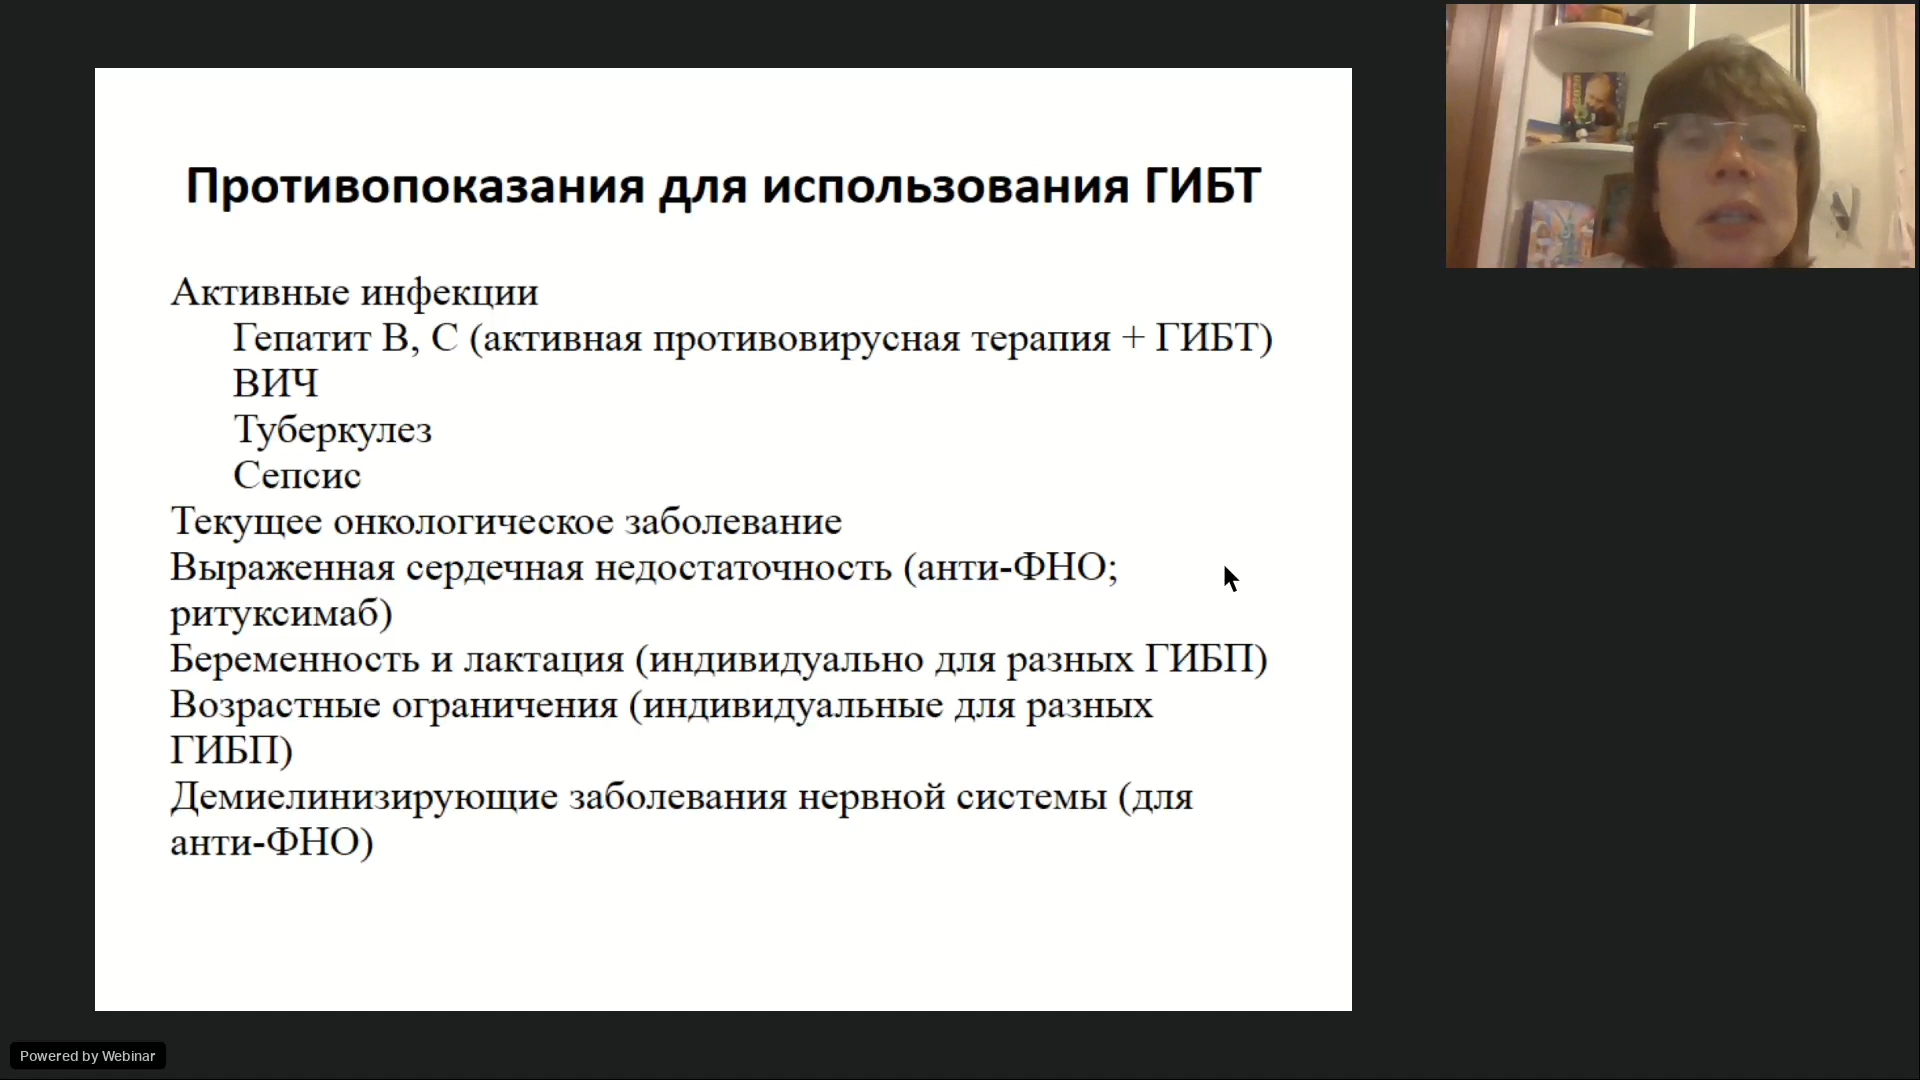 Противопоказания для использования ГИБТ
Активные инфекции
Гепатит В, С (активная противовирусная терапия + ГИБТ)
ВИЧ
Туберкулез
Сепсис
Текущее онкологическое заболевание
Выраженная сердечная недостаточность (анти-ФНО;
ритуксимаб)
Беременность и лактация (индивидуально для разных ГИБП)
Возрастные ограничения (индивидуальные для разных
ГИБП)
Демиелинизирующие заболевания нервной системы (для
анти-ФНО)
Powered by Webinar